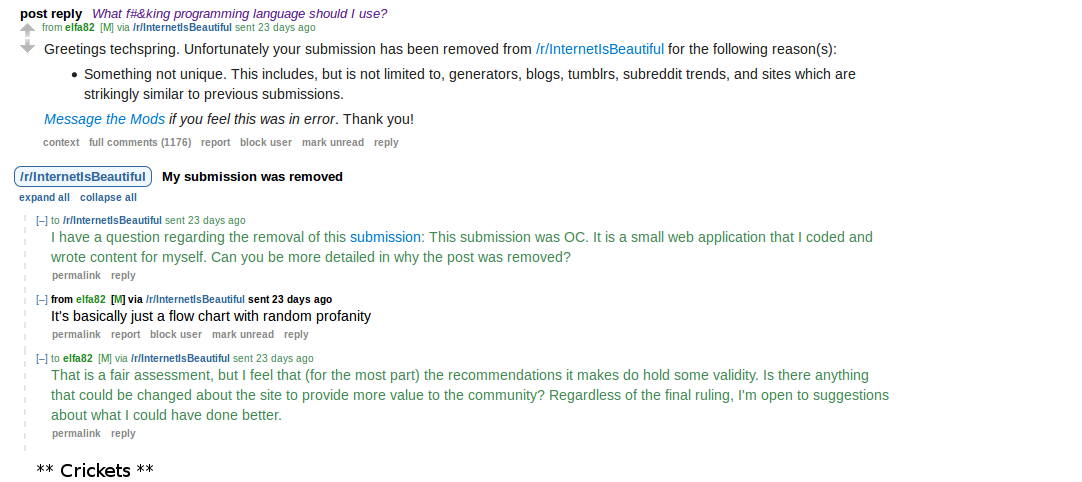 post reply What f#&king programming language should I use?
from elfa82 [M] via /r/InternetIsBeautiful sent 23 days ago
Greetings techspring. Unfortunately your submission has been removed from /r/InternetIsBeautiful for the following reason(s):
• Something not unique. This includes, but is not limited to, generators, blogs, tumblrs, subreddit trends, and sites which are
strikingly similar to previous submissions.
Message the Mods if you feel this was in error. Thank you!
context full comments (1176) report block user mark unread reply
/r/InternetIsBeautiful My submission was removed
expand all collapse all
[–] to /r/InternetIsBeautiful sent 23 days ago
I have a question regarding the removal of this submission: This submission was OC. It is a small web application that I coded and
wrote content for myself. Can you be more detailed in why the post was removed?
permalink reply
[–] from elfa82 [M] via /r/InternetIsBeautiful sent 23 days ago
It's basically just a flow chart with random profanity
permalink report block user mark unread reply
[–] to elfa82 [M] via /r/InternetIsBeautiful sent 23 days ago
That is a fair assessment, but I feel that (for the most part) the recommendations it makes do hold some validity. Is there anything
that could be changed about the site to provide more value to the community? Regardless of the final ruling, I'm open to suggestions
about what I could have done better.
permalink reply
** Crickets **